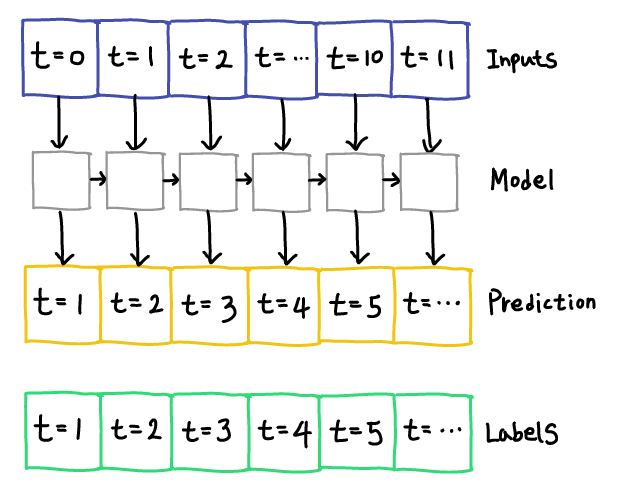 t=0 t=1 t=2 t=... t=10 t=11 Inputs
Model
t=1 t=2 t=3 t=4 t=5 t=... Prediction
t=1 t=2 t=3 t=4 t=5 t=... Labels